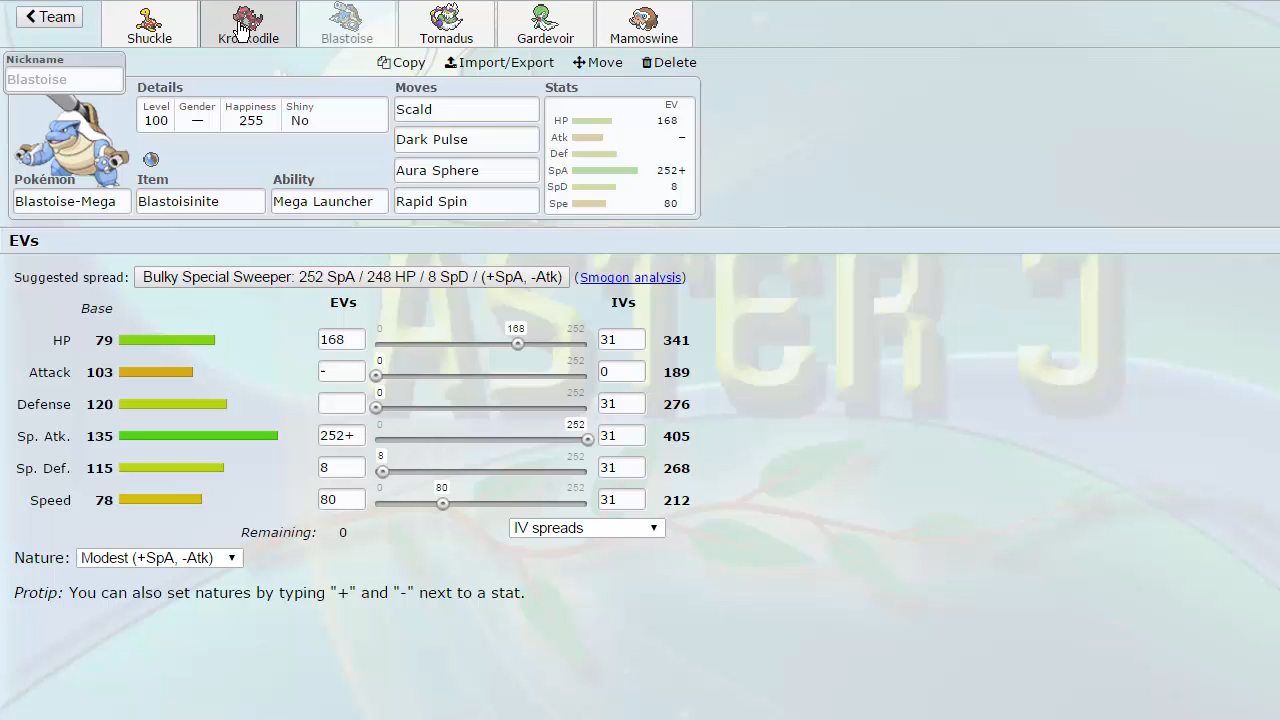 Team
Shuckle
Krookodile
Blastoise
Tornadus
Gardevoir
Mamoswine
Nickname
Blastoise
Copy Import/Export Move Delete
Details
Level Gender Happiness Shiny
100 — 255 No
Pokémon Item Ability
Blastoise-Mega Blastoisinite Mega Launcher
Moves
Scald
Dark Pulse
Aura Sphere
Rapid Spin
Stats
EV
HP 168
Atk –
Def
SpA 252+
SpD 8
Spe 80
EVs
Suggested spread: Bulky Special Sweeper: 252 SpA / 248 HP / 8 SpD / (+SpA, -Atk) (Smogon analysis)
Base EVs IVs
HP 79 168 0 168 252 31 341
Attack 103 - 0 252 0 189
Defense 120 0 252 31 276
Sp. Atk. 135 252+ 0 252 31 405
Sp. Def. 115 8 8 252 31 268
Speed 78 80 0 80 252 31 212
Remaining: 0 IV spreads
Nature: Modest (+SpA, -Atk)
Protip: You can also set natures by typing "+" and "-" next to a stat.